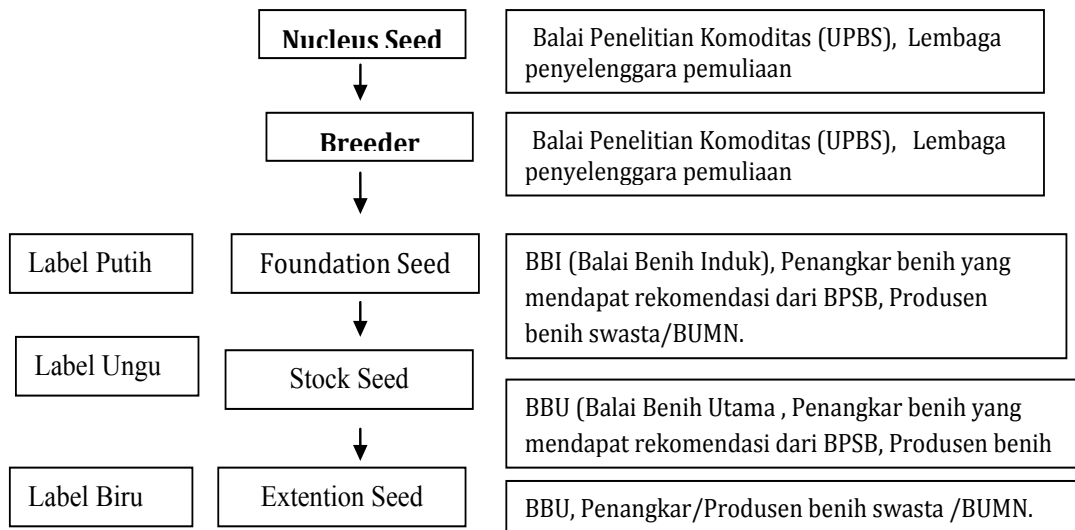 Nucleus Seed
Balai Penelitian Komoditas (UPBS), Lembaga
penyelenggara pemuliaan
Breeder
Balai Penelitian Komoditas (UPBS), Lembaga
penyelenggara pemuliaan
Label Putih
Foundation Seed
BBI (Balai Benih Induk), Penangkar benih yang
mendapat rekomendasi dari BPSB, Produsen
benih swasta/BUMN.
Label Ungu
Stock Seed
BBU (Balai Benih Utama , Penangkar benih yang
mendapat rekomendasi dari BPSB, Produsen benih
Label Biru
Extention Seed
BBU, Penangkar/Produsen benih swasta /BUMN.